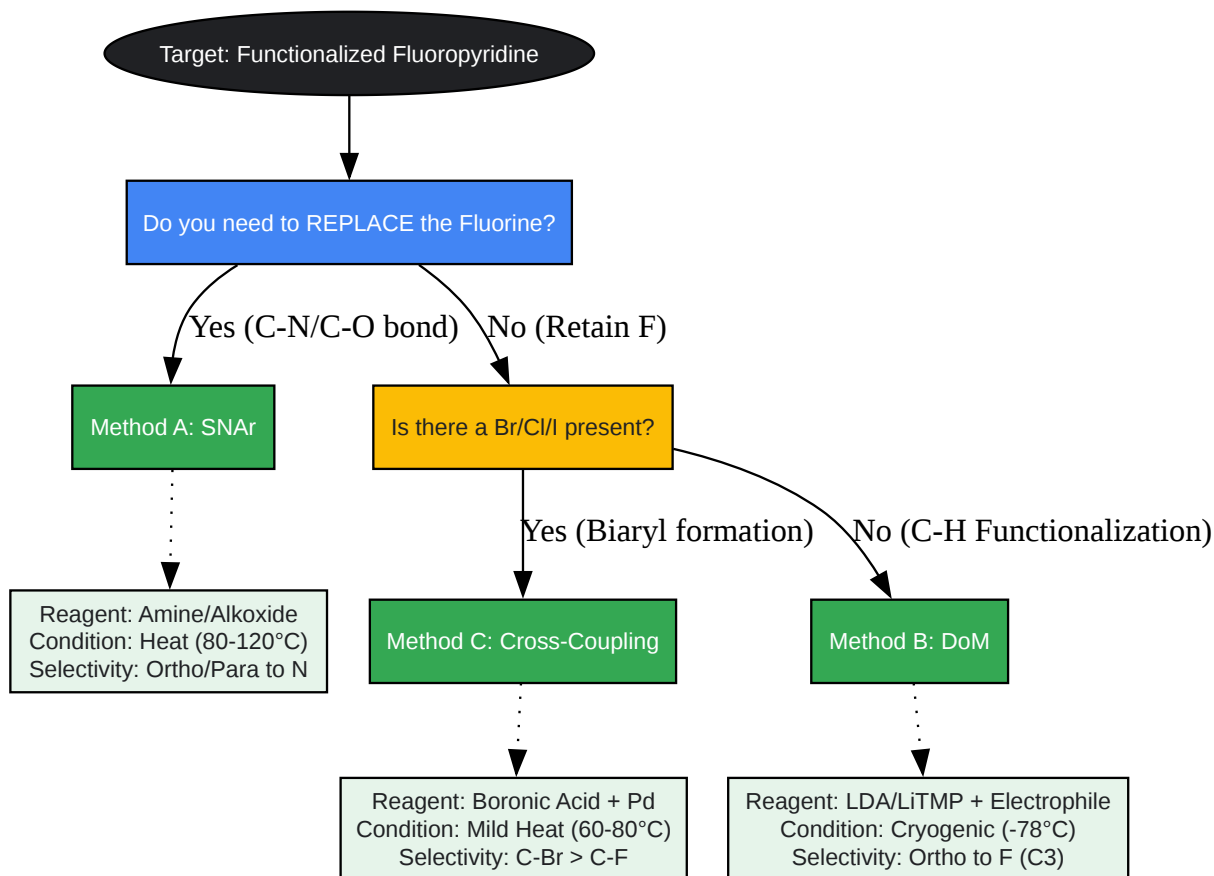 Target: Functionalized Fluoropyridine
Do you need to REPLACE the Fluorine?
Yes (C-N/C-O bond)
No (Retain F)
Method A: SNAr
Is there a Br/Cl/I present?
Yes (Biaryl formation)
No (C-H Functionalization)
Reagent: Amine/Alkoxide
Condition: Heat (80-120°C)
Selectivity: Ortho/Para to N
Method C: Cross-Coupling
Method B: DoM
Reagent: Boronic Acid + Pd
Condition: Mild Heat (60-80°C)
Selectivity: C-Br > C-F
Reagent: LDA/LiTMP + Electrophile
Condition: Cryogenic (-78°C)
Selectivity: Ortho to F (C3)